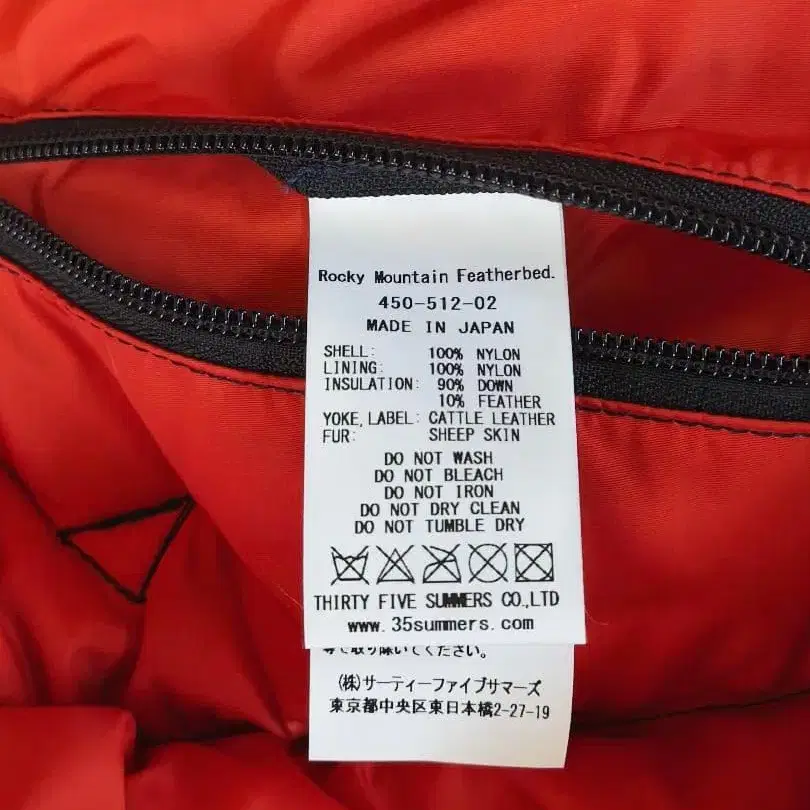 Rocky Mountain Featherbed.
450-512-02
MADE IN JAPAN
SHELL: 100% NYLON
LINING: 100% NYLON
INSULATION: 90% DOWN
10% FEATHER
YOKE, LABEL: CATTLE LEATHER
FUR: SHEEP SKIN
DO NOT WASH
DO NOT BLEACH
DO NOT IRON
DO NOT DRY CLEAN
DO NOT TUMBLE DRY
THIRTY FIVE SUMMERS CO.,LTD
www.35summers.com
等で取り除いてください。
(株)サーティーファイブサマーズ
東京都中央区東日本橋2-27-19